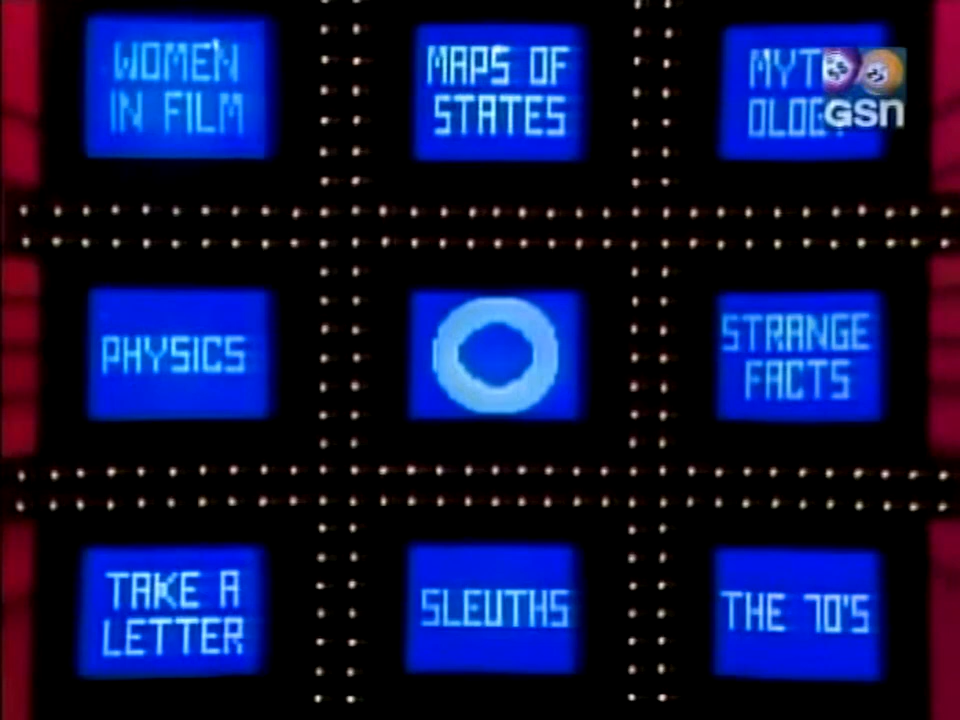 WOMEN
IN FILM
MAPS OF
STATES
GSN
PHYSICS
STRANGE
FACTS
TAKE A
LETTER
SLEUTHS
THE 70'S